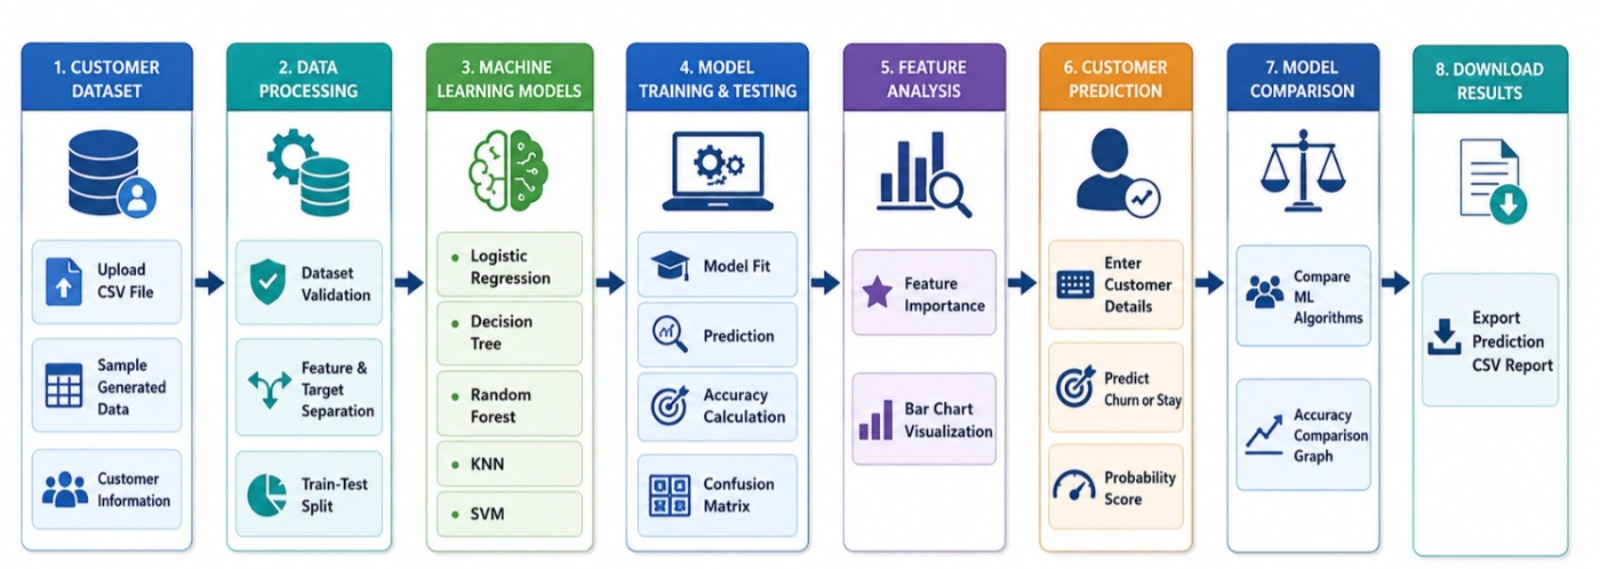 1. CUSTOMER
DATASET
Upload
CSV File
Sample
Generated
Data
Customer
Information
2. DATA
PROCESSING
Dataset
Validation
Feature &
Target
Separation
Train-Test
Split
3. MACHINE
LEARNING MODELS
• Logistic
Regression
• Decision
Tree
• Random
Forest
• KNN
• SVM
4. MODEL
TRAINING & TESTING
Model Fit
Prediction
Accuracy
Calculation
Confusion
Matrix
5. FEATURE
ANALYSIS
Feature
Importance
Bar Chart
Visualization
6. CUSTOMER
PREDICTION
Enter
Customer
Details
Predict
Churn or Stay
Probability
Score
7. MODEL
COMPARISON
Compare
ML
Algorithms
Accuracy
Comparison
Graph
8. DOWNLOAD
RESULTS
Export
Prediction
CSV Report